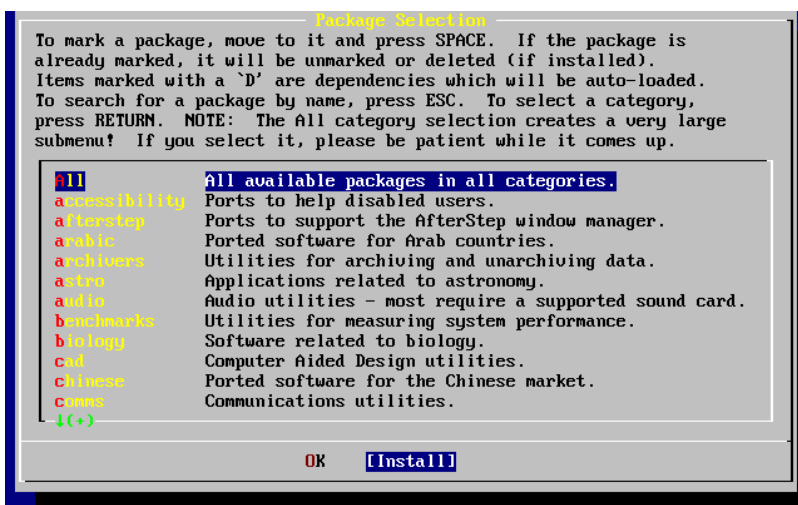 Package Selection
To mark a package, move to it and press SPACE.  If the package is
already marked, it will be unmarked or deleted (if installed).
Items marked with a `D' are dependencies which will be auto-loaded.
To search for a package by name, press ESC.  To select a category,
press RETURN.  NOTE:  The All category selection creates a very large
submenu!  If you select it, please be patient while it comes up.
All All available packages in all categories.
accessibility Ports to help disabled users.
afterstep Ports to support the AfterStep window manager.
arabic Ported software for Arab countries.
archivers Utilities for archiving and unarchiving data.
astro Applications related to astronomy.
audio Audio utilities - most require a supported sound card.
benchmarks Utilities for measuring system performance.
biology Software related to biology.
cad Computer Aided Design utilities.
chinese Ported software for the Chinese market.
comms Communications utilities.
↓(+)
OK [Install]